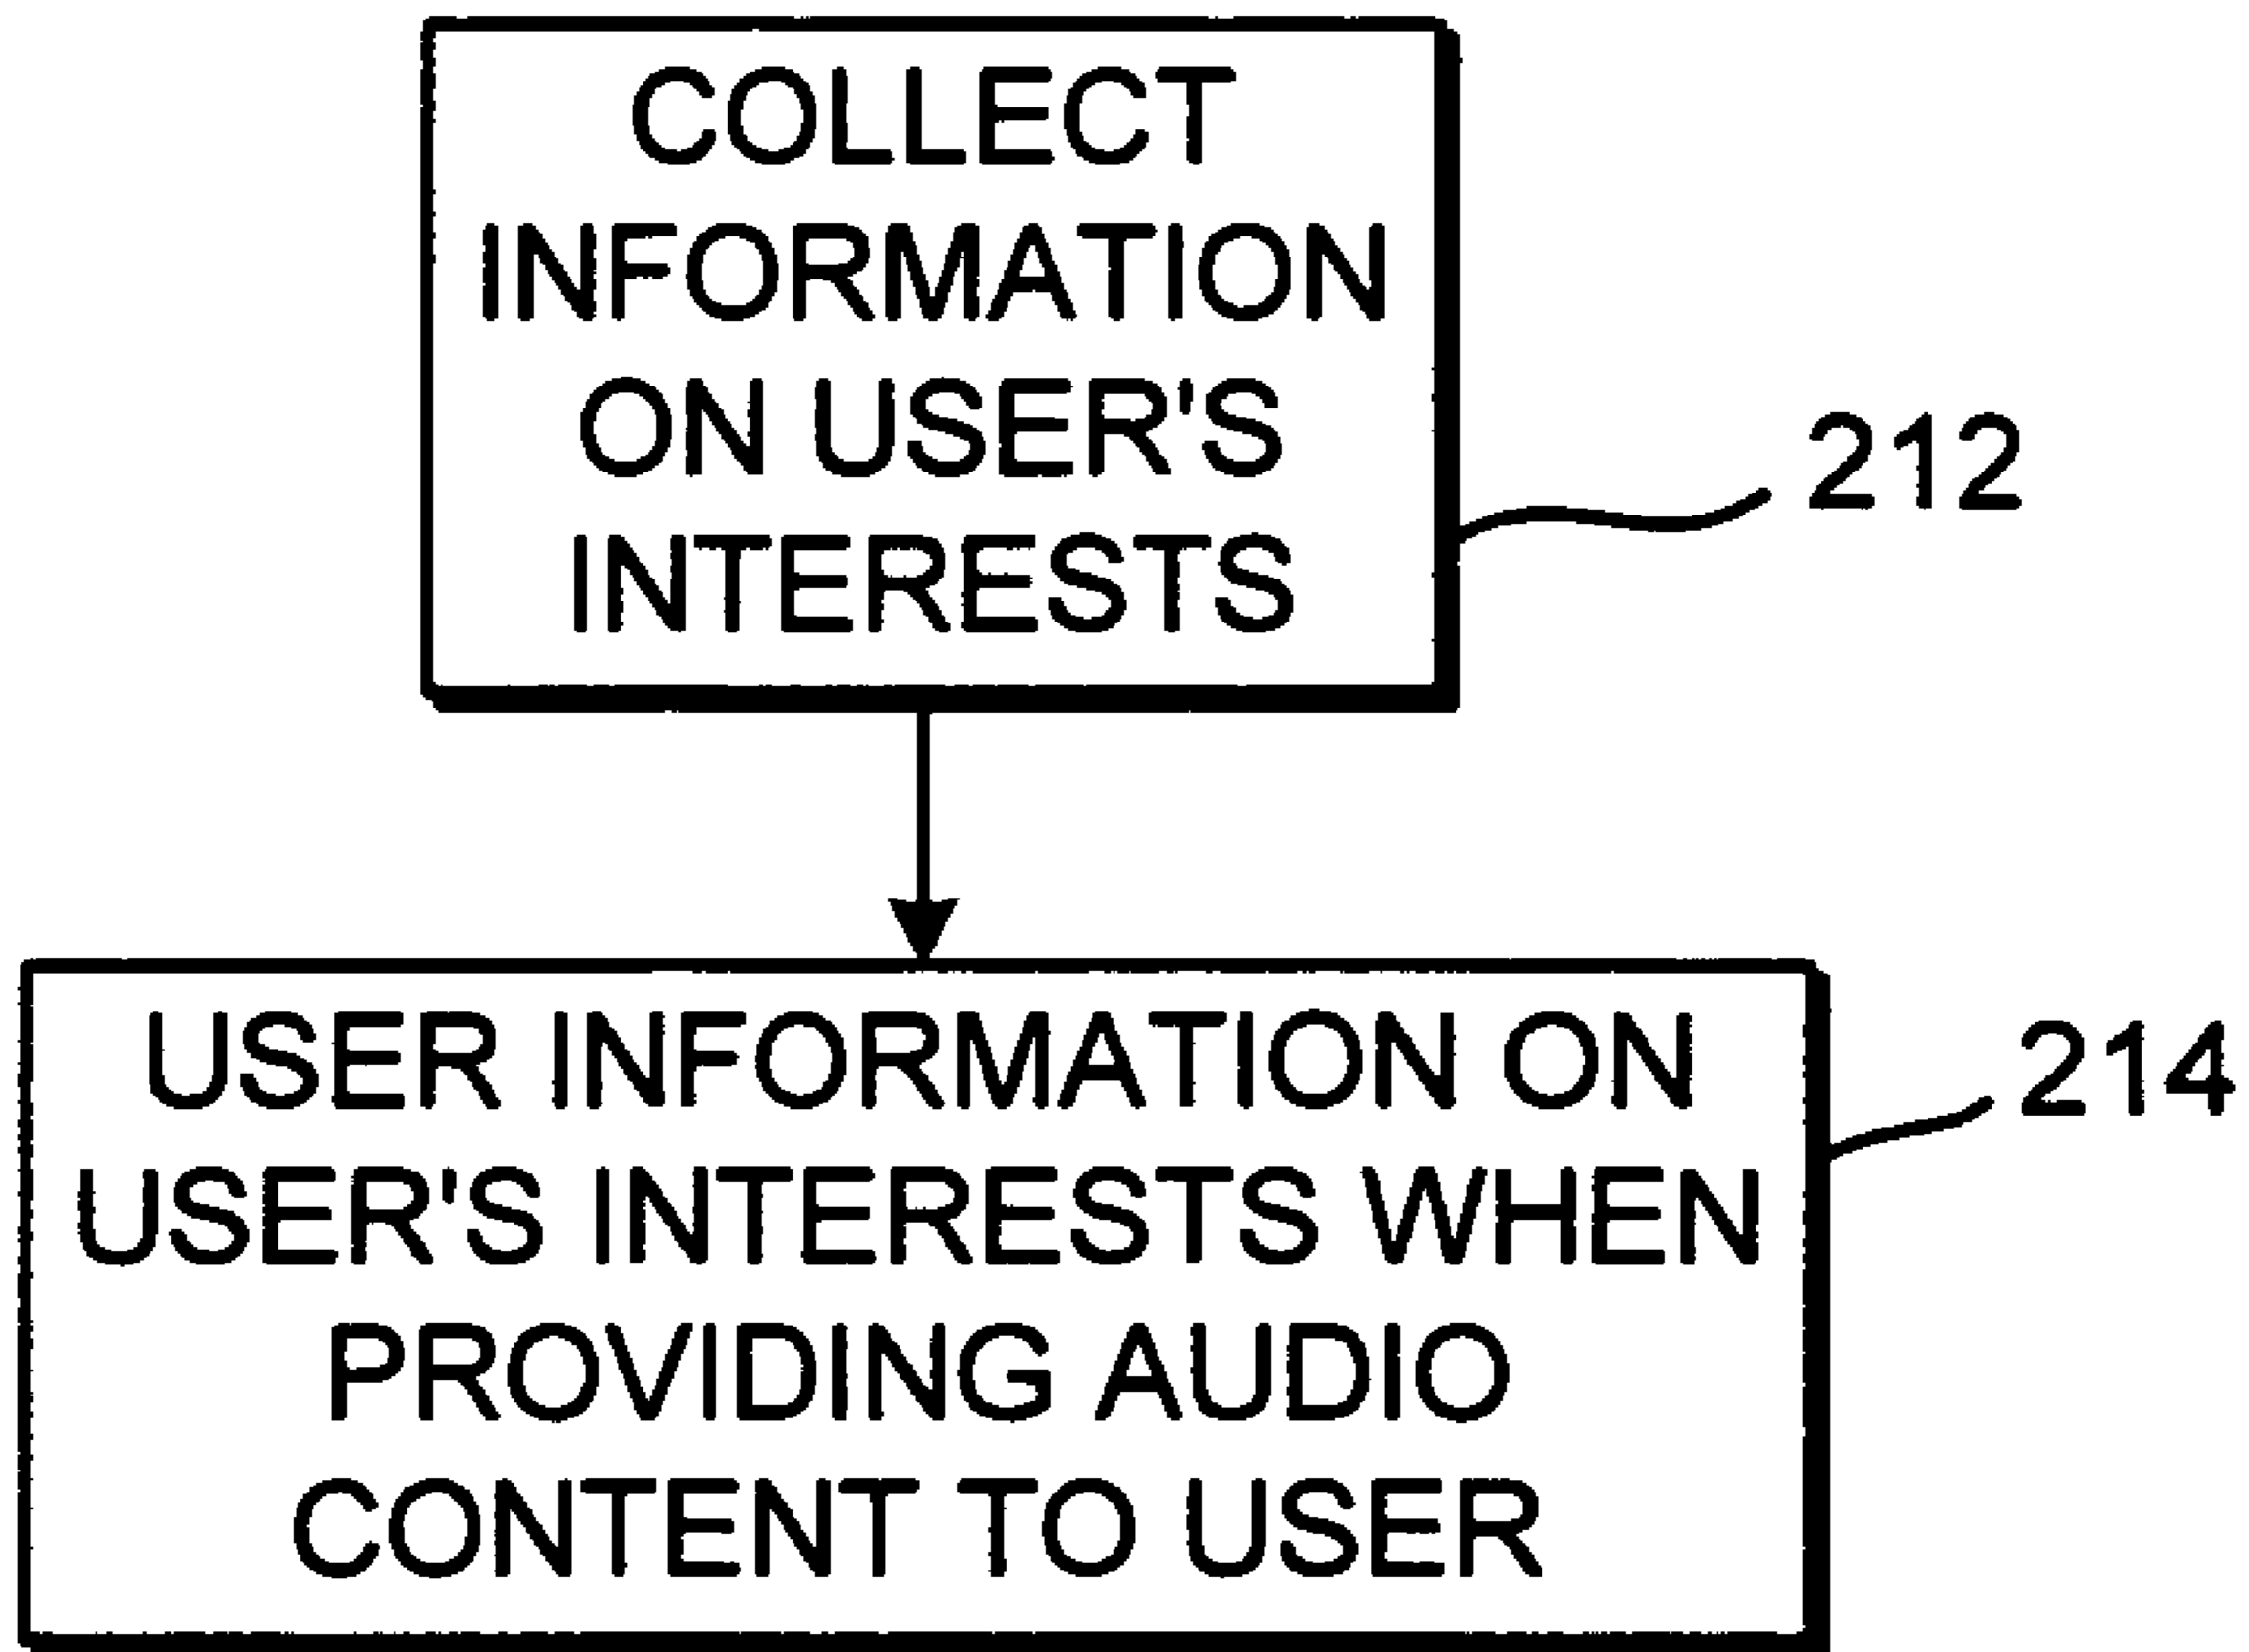 COLLECT
INFORMATION
ON USER'S
INTERESTS
212
USER INFORMATION ON
USER'S INTERESTS WHEN
PROVIDING AUDIO
CONTENT TO USER
214